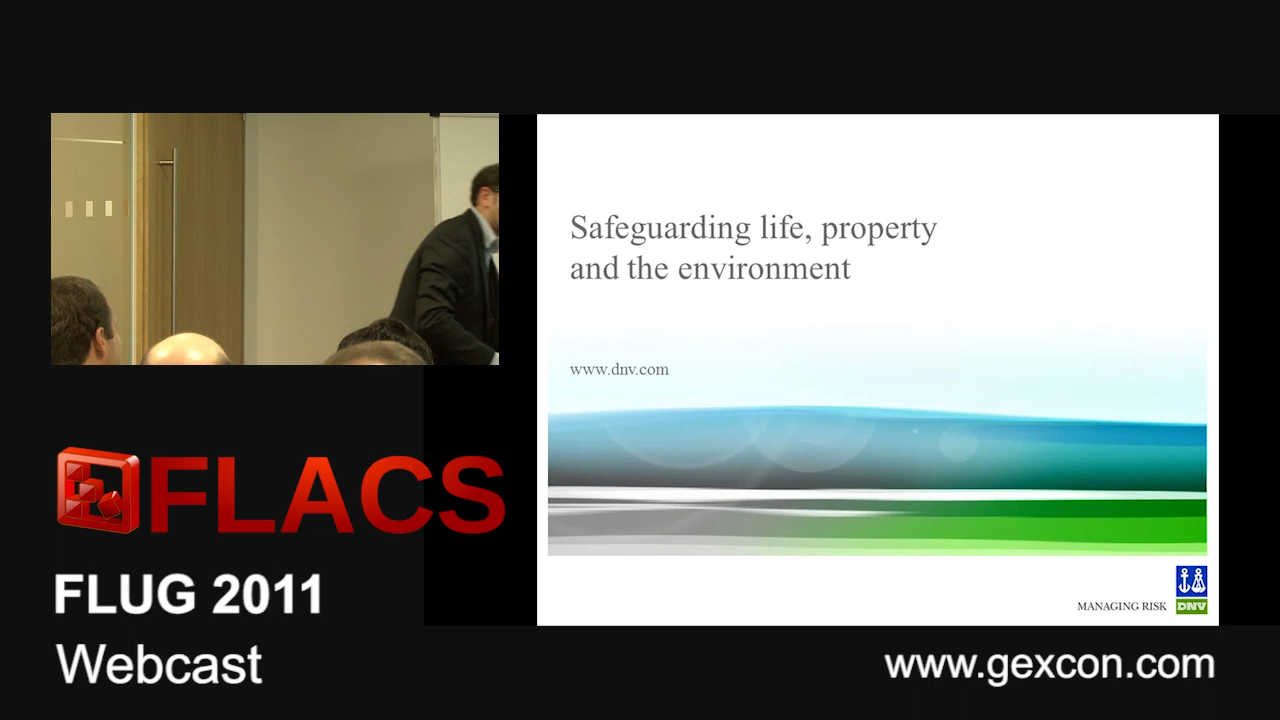 Safeguarding life, property
and the environment
www.dnv.com
MANAGING RISK
DNV
FLACS
FLUG 2011
Webcast
www.gexcon.com